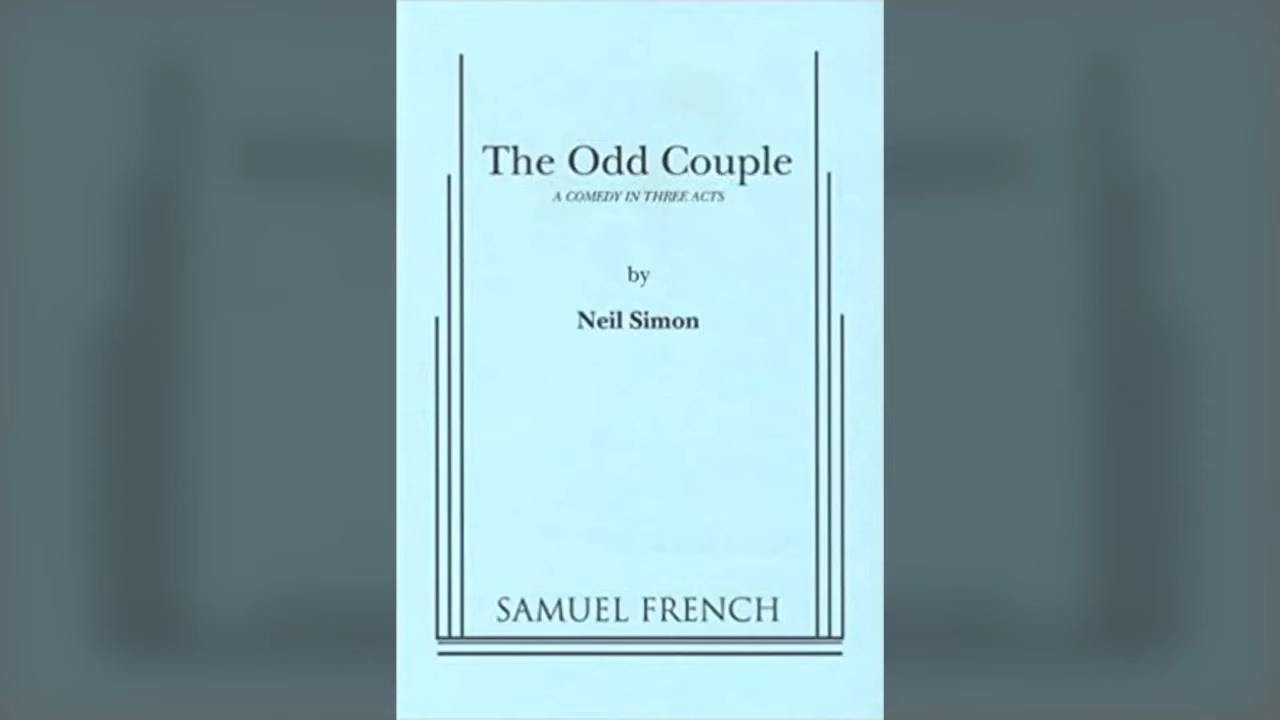 The Odd Couple
A COMEDY IN THREE ACTS
by
Neil Simon
SAMUEL FRENCH